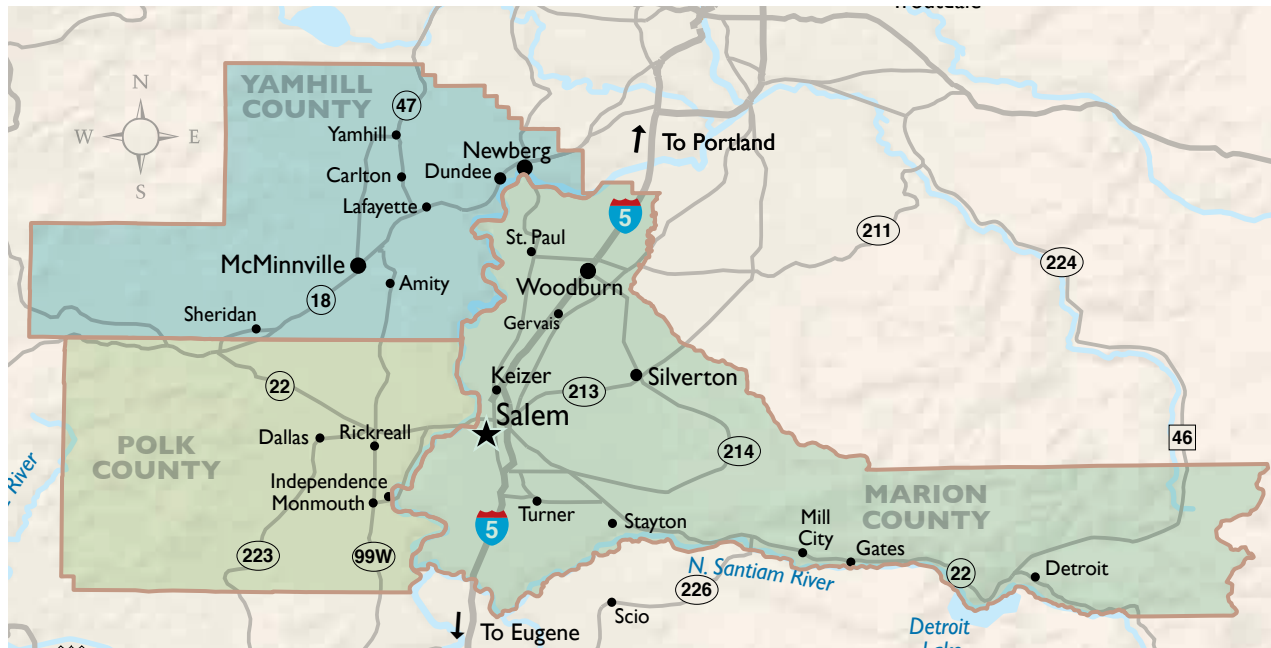 N
W
E
S
YAMHILL
COUNTY
47
Yamhill
Newberg
Carlton
Dundee
Lafayette
To Portland
5
St. Paul
211
224
McMinnville
Woodburn
18
Amity
Sheridan
Gervais
Keizer
22
213
Silverton
Salem
Dallas
Rickreall
POLK
COUNTY
46
214
River
Independence
Monmouth
MARION
COUNTY
Turner
Stayton
Mill
City
5
223
99W
Gates
N. Santiam River
22
Detroit
226
Scio
To Eugene
Detroit